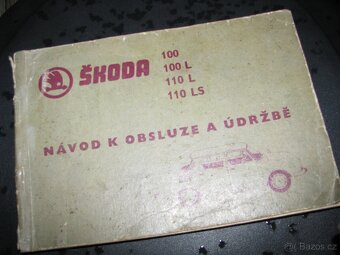 ŠKODA
100
100 L
110 L
110 LS
NÁVOD K OBSLUZE A ÚDRŽBĚ
Bazos.cz